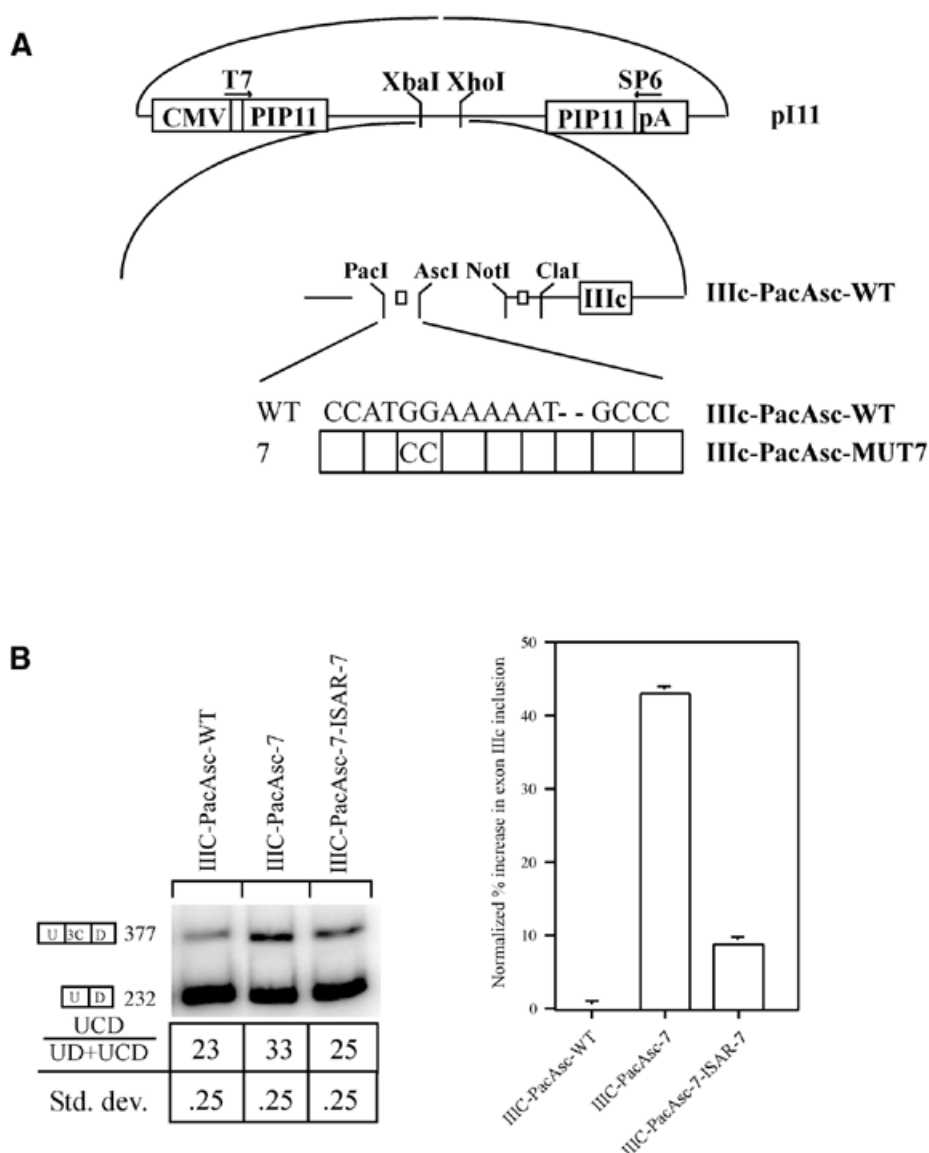 A
T7
XbaI XhoI
SP6
CMV PIP11
PIP11 pA
pI11
PacI AscI NotI ClaI
IIIc
IIIc-PacAsc-WT
WT CCATGGAAAAAT- - GCCC IIIc-PacAsc-WT
7 CC IIIc-PacAsc-MUT7
B
IIIC-PacAsc-WT
IIIC-PacAsc-7
IIIC-PacAsc-7-ISAR-7
U 3C D 377
U D 232
UCD
UD+UCD
23 33 25
Std. dev. .25 .25 .25
Normalized % increase in exon IIIc inclusion
50
40
30
20
10
0
IIIC-PacAsc-WT
IIIC-PacAsc-7
IIIC-PacAsc-7-ISAR-7